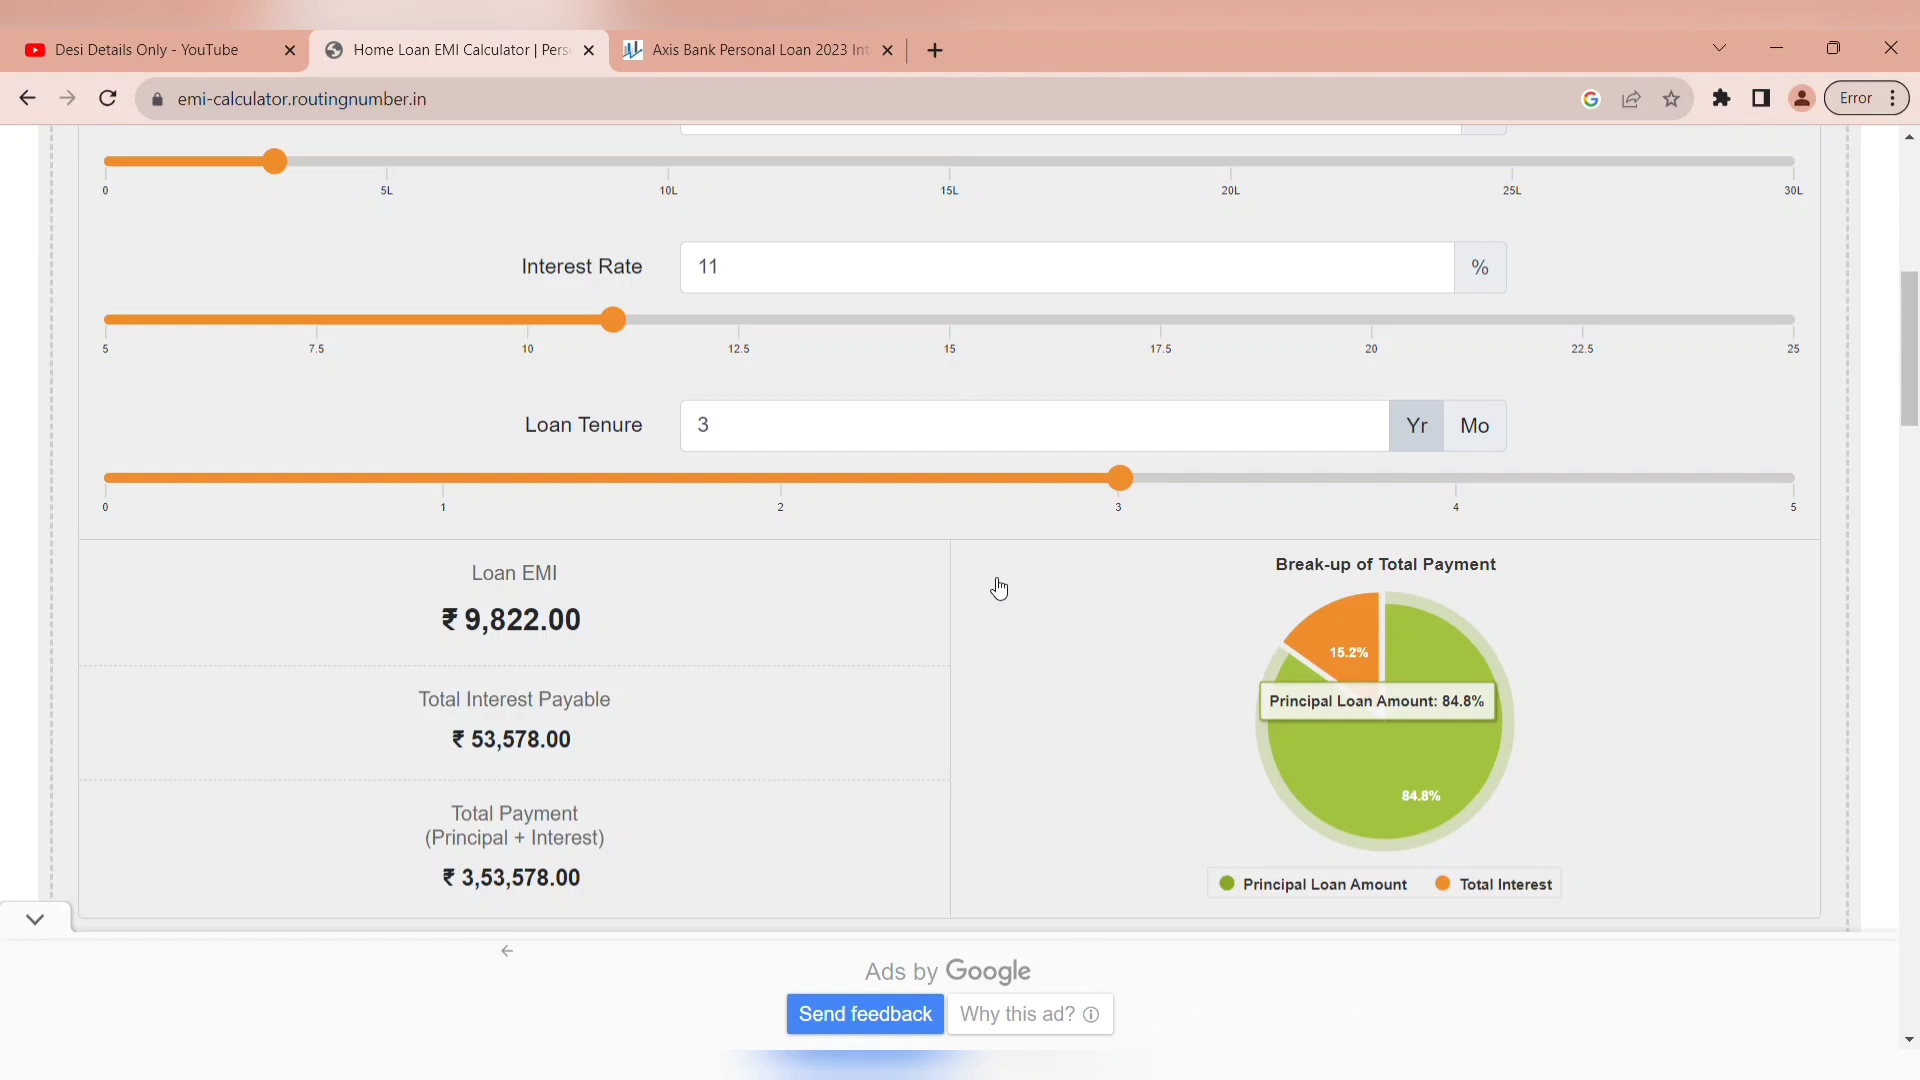 Desi Details Only - YouTube
Home Loan EMI Calculator | Pers
Axis Bank Personal Loan 2023 Int
emi-calculator.routingnumber.in
Error
0 5L 10L 15L 20L 25L 30L
Interest Rate 11 %
5 7.5 10 12.5 15 17.5 20 22.5 25
Loan Tenure 3 Yr Mo
0 1 2 3 4 5
Loan EMI
₹ 9,822.00
Total Interest Payable
₹ 53,578.00
Total Payment
(Principal + Interest)
₹ 3,53,578.00
Break-up of Total Payment
15.2%
Principal Loan Amount: 84.8%
84.8%
Principal Loan Amount Total Interest
Ads by Google
Send feedback Why this ad?